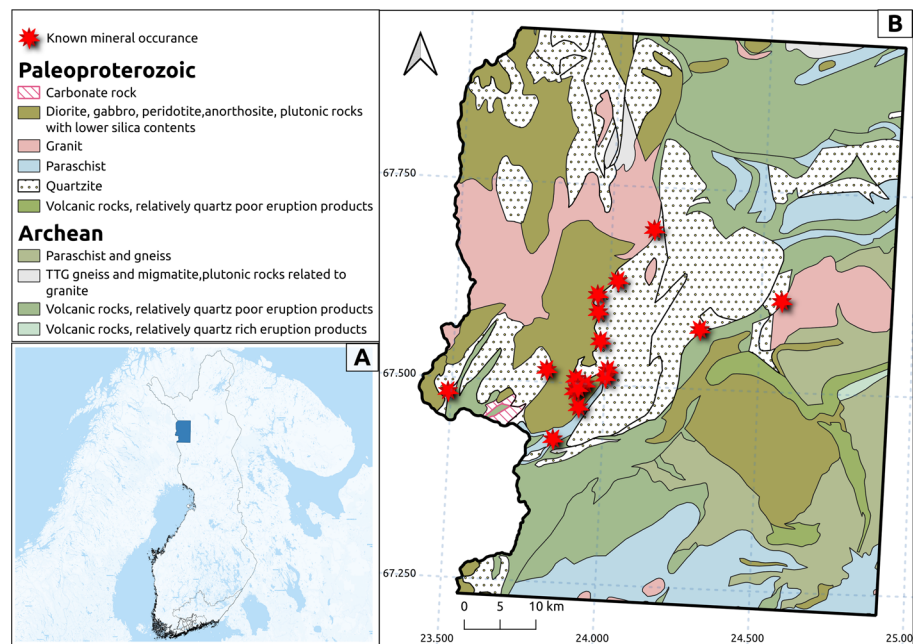 Known mineral occurance
Paleoproterozoic
Carbonate rock
Diorite, gabbro, peridotite,anorthosite, plutonic rocks
with lower silica contents
Granit
Paraschist
Quartzite
Volcanic rocks, relatively quartz poor eruption products
Archean
Paraschist and gneiss
TTG gneiss and migmatite,plutonic rocks related to
granite
Volcanic rocks, relatively quartz poor eruption products
Volcanic rocks, relatively quartz rich eruption products
A
B
67.750
67.500
67.250
0 5 10 km
23.500 24.000 24.500 25.0